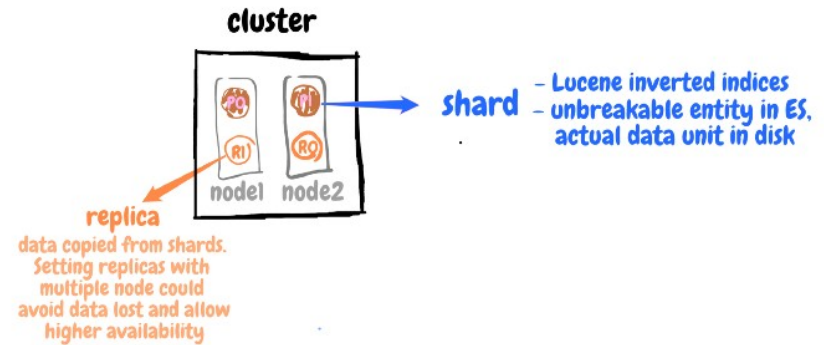 cluster
P0 P1
R1 R0
node1 node2
shard
- Lucene inverted indices
- unbreakable entity in ES,
actual data unit in disk
replica
data copied from shards.
Setting replicas with
multiple node could
avoid data lost and allow
higher availability